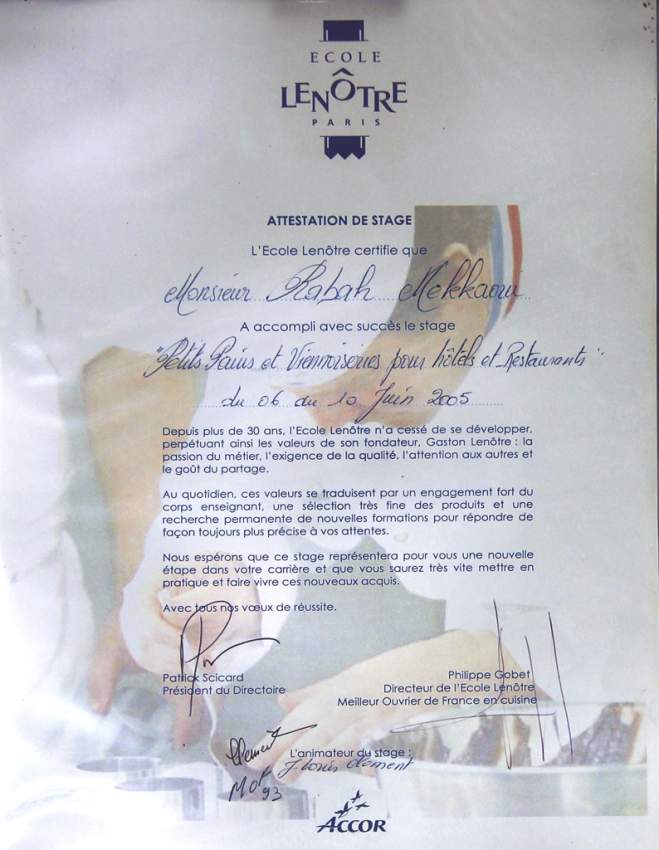 ECOLE
LENÔTRE
PARIS
ATTESTATION DE STAGE
L'Ecole Lenôtre certifie que
Monsieur Rabah Mekkaoui
A accompli avec succès le stage
"Petits Pains et Viennoiseries pour hôtels et Restaurants"
du 06 au 10 Juin 2005
Depuis plus de 30 ans, l'Ecole Lenôtre n'a cessé de se développer,
perpétuant ainsi les valeurs de son fondateur, Gaston Lenôtre : la
passion du métier, l'exigence de la qualité, l'attention aux autres et
le goût du partage.
Au quotidien, ces valeurs se traduisent par un engagement fort du
corps enseignant, une sélection très fine des produits et une
recherche permanente de nouvelles formations pour répondre de
façon toujours plus précise à vos attentes.
Nous espérons que ce stage représentera pour vous une nouvelle
étape dans votre carrière et que vous saurez très vite mettre en
pratique et faire vivre ces nouveaux acquis.
Avec tous nos vœux de réussite.
Patrick Scicard
Président du Directoire
Philippe Gobet
Directeur de l'Ecole Lenôtre
Meilleur Ouvrier de France en cuisine
L'animateur du stage :
J. Louis Clement
Clement
MOF 93
ACCOR